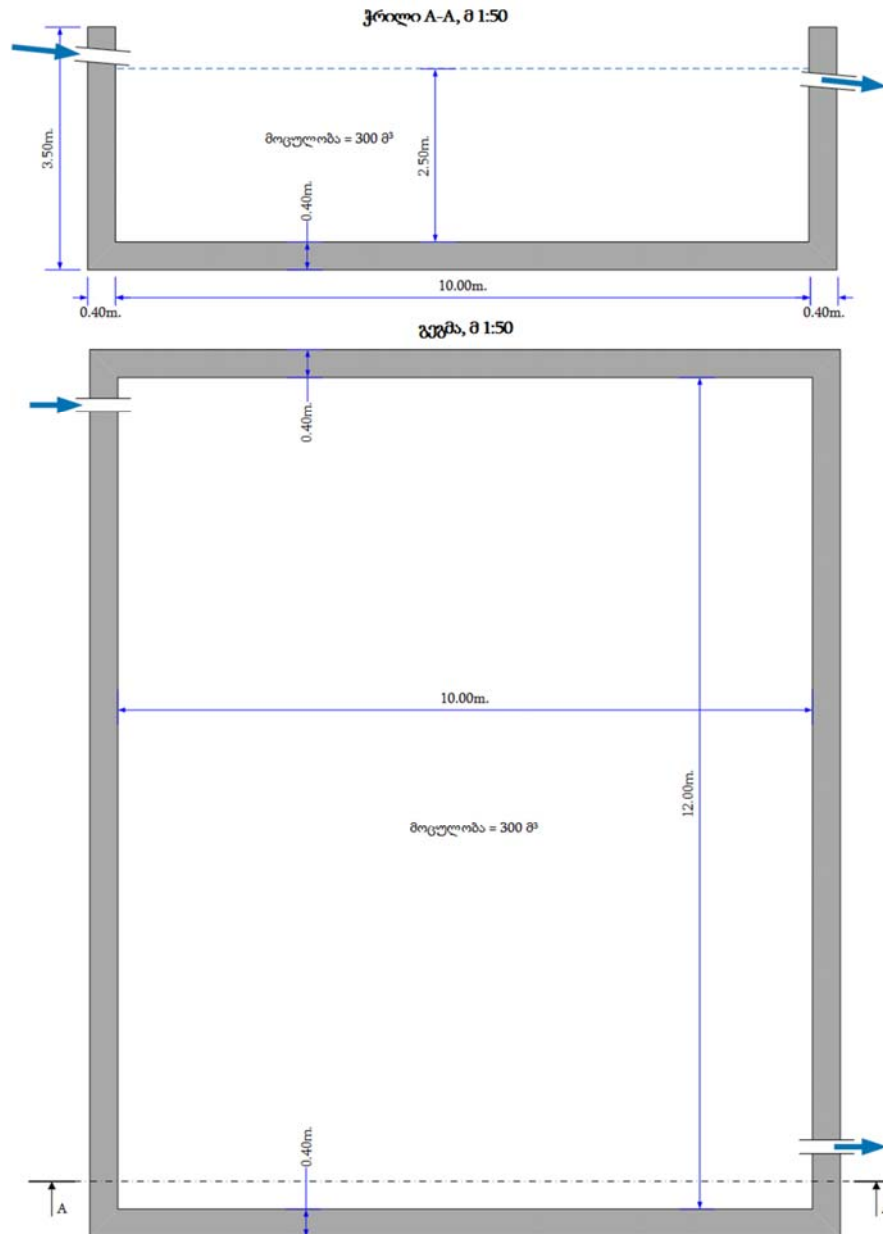 ჭრილი A-A, მ 1:50
3.50m.
მოცულობა = 300 მ³
2.50m.
0.40m.
10.00m.
0.40m.
0.40m.
გეგმა, მ 1:50
0.40m.
10.00m.
12.00m.
მოცულობა = 300 მ³
0.40m.
A